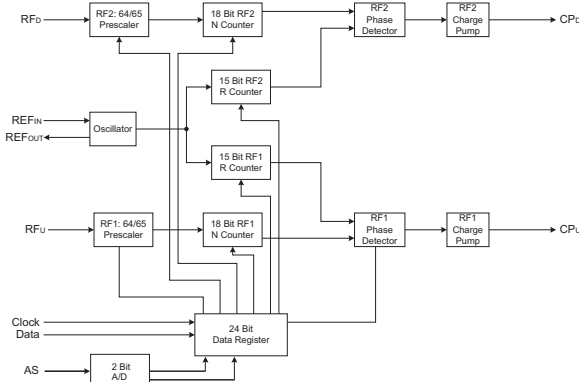 RFD
RF2: 64/65
Prescaler
18 Bit RF2
N Counter
RF2
Phase
Detector
RF2
Charge
Pump
CPD
15 Bit RF2
R Counter
REFIN
REFOUT
Oscillator
15 Bit RF1
R Counter
RFU
RF1: 64/65
Prescaler
18 Bit RF1
N Counter
RF1
Phase
Detector
RF1
Charge
Pump
CPU
Clock
Data
24 Bit
Data Register
AS
2 Bit
A/D